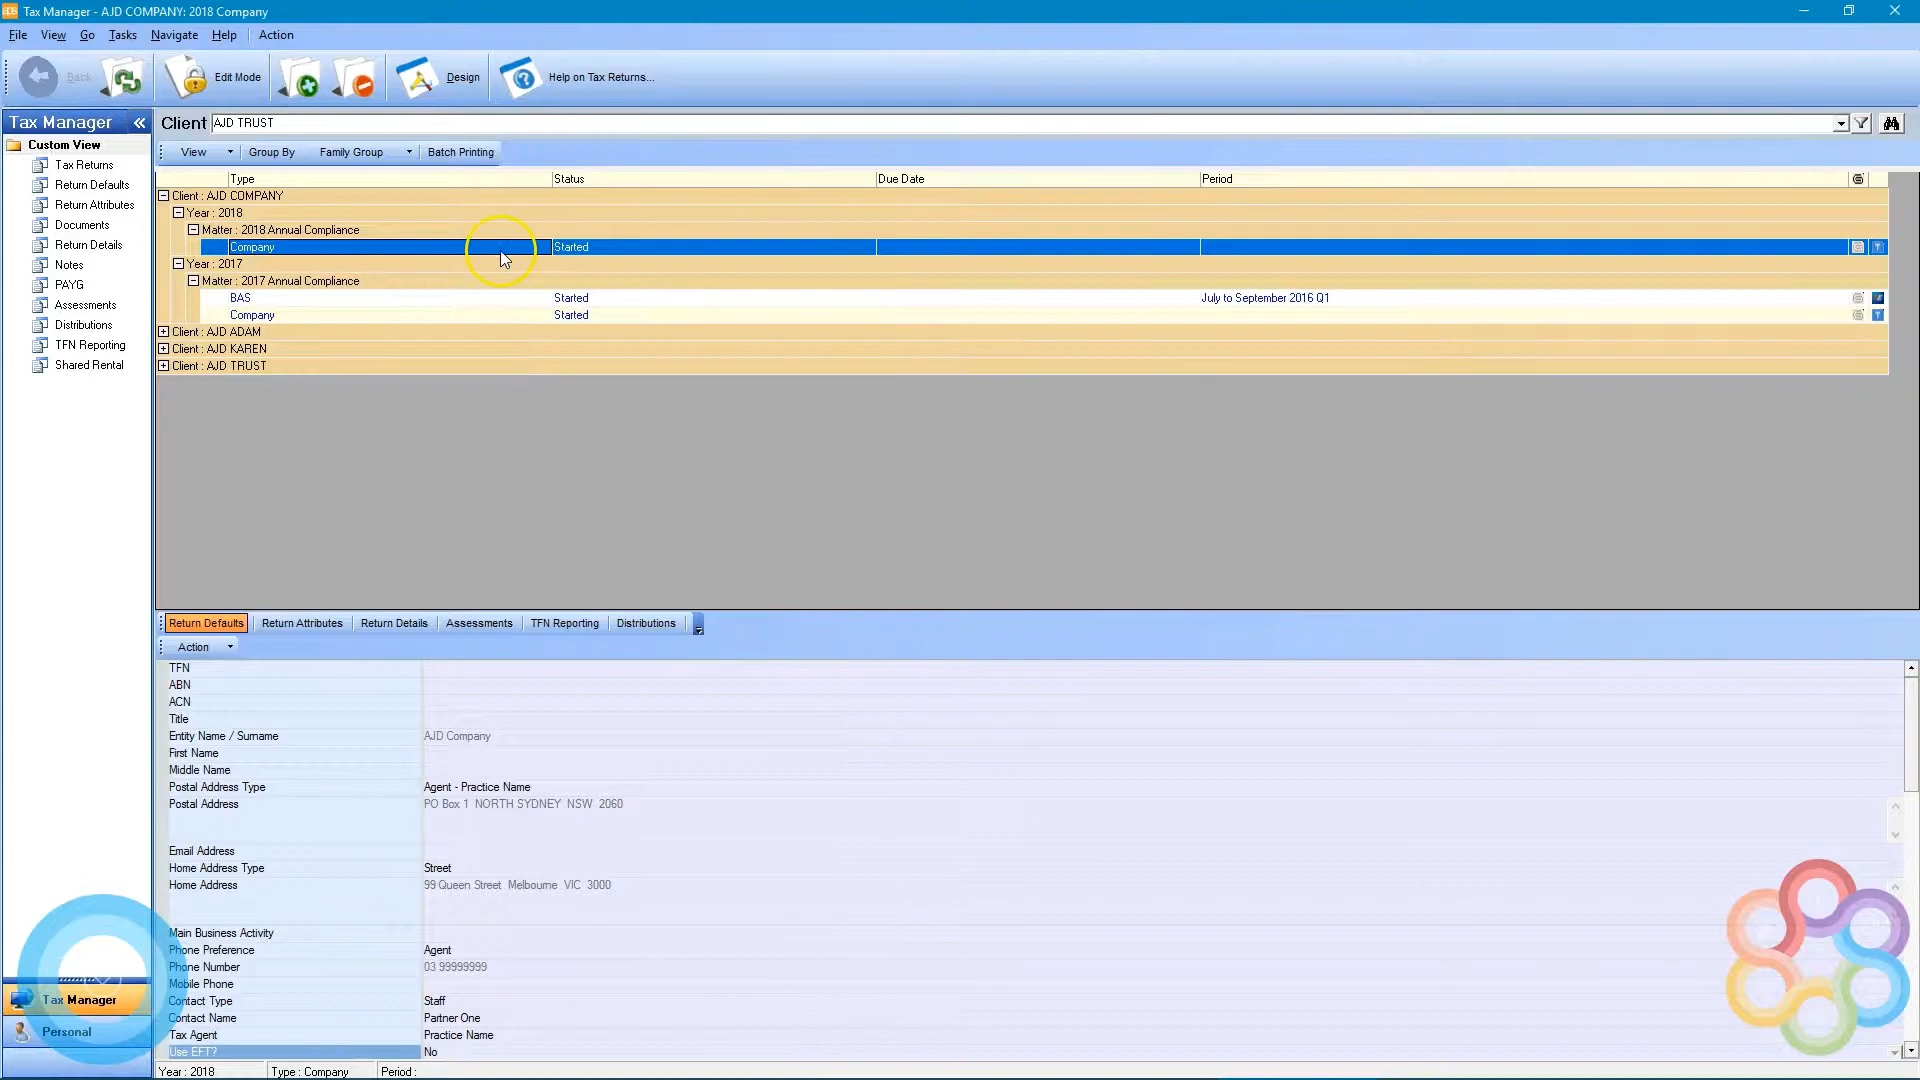 aps Tax Manager - AJD COMPANY: 2018 Company
File View Go Tasks Navigate Help Action
Back Edit Mode Design Help on Tax Returns...
Tax Manager «
Client AJD TRUST
Custom View
Tax Returns
Return Defaults
Return Attributes
Documents
Return Details
Notes
PAYG
Assessments
Distributions
TFN Reporting
Shared Rental
View Group By Family Group Batch Printing
Type Status Due Date Period
Client : AJD COMPANY
Year : 2018
Matter : 2018 Annual Compliance
Company Started
Year : 2017
Matter : 2017 Annual Compliance
BAS Started July to September 2016 Q1
Company Started
Client : AJD ADAM
Client : AJD KAREN
Client : AJD TRUST
Return Defaults Return Attributes Return Details Assessments TFN Reporting Distributions
Action
TFN
ABN
ACN
Title
Entity Name / Surname AJD Company
First Name
Middle Name
Postal Address Type Agent - Practice Name
Postal Address PO Box 1 NORTH SYDNEY NSW 2060
Email Address
Home Address Type Street
Home Address 99 Queen Street Melbourne VIC 3000
Main Business Activity
Phone Preference Agent
Phone Number 03 99999999
Mobile Phone
Contact Type Staff
Contact Name Partner One
Tax Agent Practice Name
Use EFT? No
Tax Manager
Personal
Year : 2018 Type : Company Period :